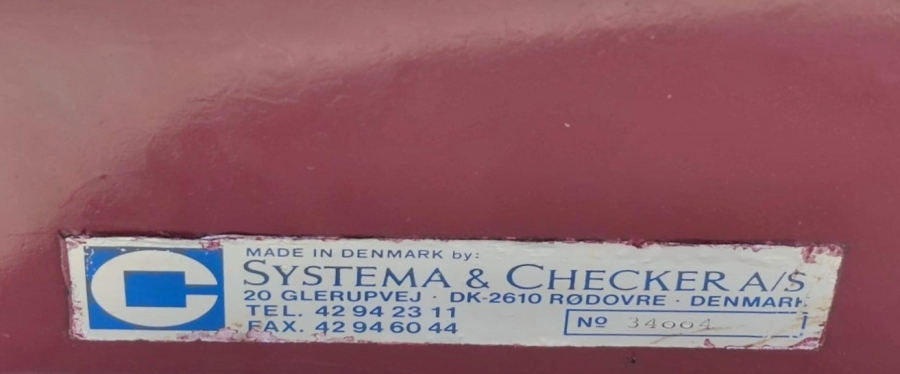 MADE IN DENMARK by:
SYSTEMA & CHECKER A/S
20 GLERUPVEJ · DK-2610 RØDOVRE · DENMARK
TEL. 42 94 23 11
FAX. 42 94 60 44
Nº 34004